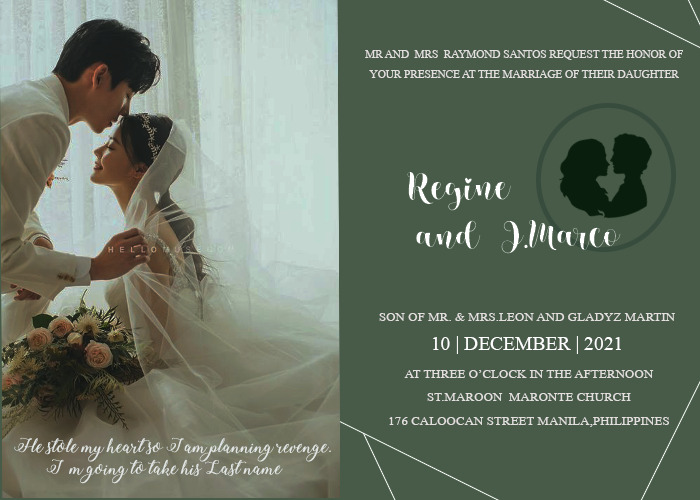 MR AND MRS RAYMOND SANTOS REQUEST THE HONOR OF
YOUR PRESENCE AT THE MARRIAGE OF THEIR DAUGHTER
Regine
and J.Marco
SON OF MR. & MRS.LEON AND GLADYZ MARTIN
10 | DECEMBER | 2021
AT THREE O’CLOCK IN THE AFTERNOON
ST.MAROON MARONTE CHURCH
176 CALOOCAN STREET MANILA,PHILIPPINES
HELLOMUSE.COM
He stole my heart so I am planning revenge.
I m going to take his Last name